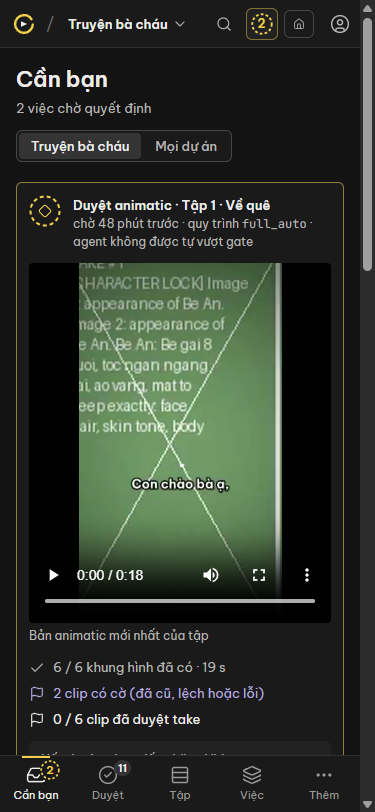 / Truyện bà cháu 2
Cần bạn
2 việc chờ quyết định
Truyện bà cháu Mọi dự án
Duyệt animatic · Tập 1 · Về quê
chờ 48 phút trước · quy trình full_auto ·
agent không được tự vượt gate
HARACTER LOCK] Image
: appearance of Be An.
mage 2: appearance of
e An. Be An: Be gai 8
uoi, toc ngan ngang
ai, ao vang, mat to
eep exactly: face,
air, skin tone, body
Con chào bà ạ,
0:00 / 0:18
Bản animatic mới nhất của tập
6 / 6 khung hình đã có · 19 s
2 clip có cờ (đã cũ, lệch hoặc lỗi)
0 / 6 clip đã duyệt take
2 11
Cần bạn Duyệt Tập Việc Thêm